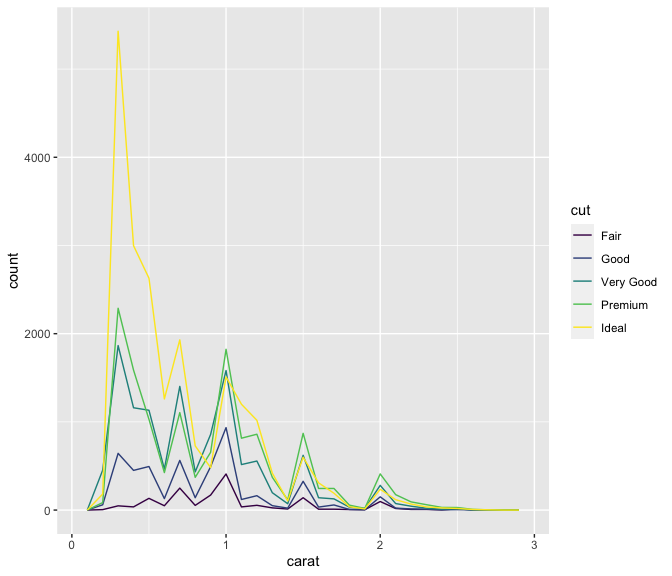 4000
2000
0
count
0
1
2
3
carat
cut
Fair
Good
Very Good
Premium
Ideal